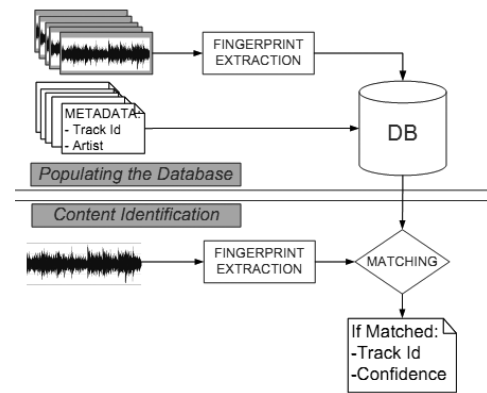 FINGERPRINT
EXTRACTION
METADATA:
- Track Id
- Artist
DB
Populating the Database
Content Identification
FINGERPRINT
EXTRACTION
MATCHING
If Matched:
-Track Id
-Confidence